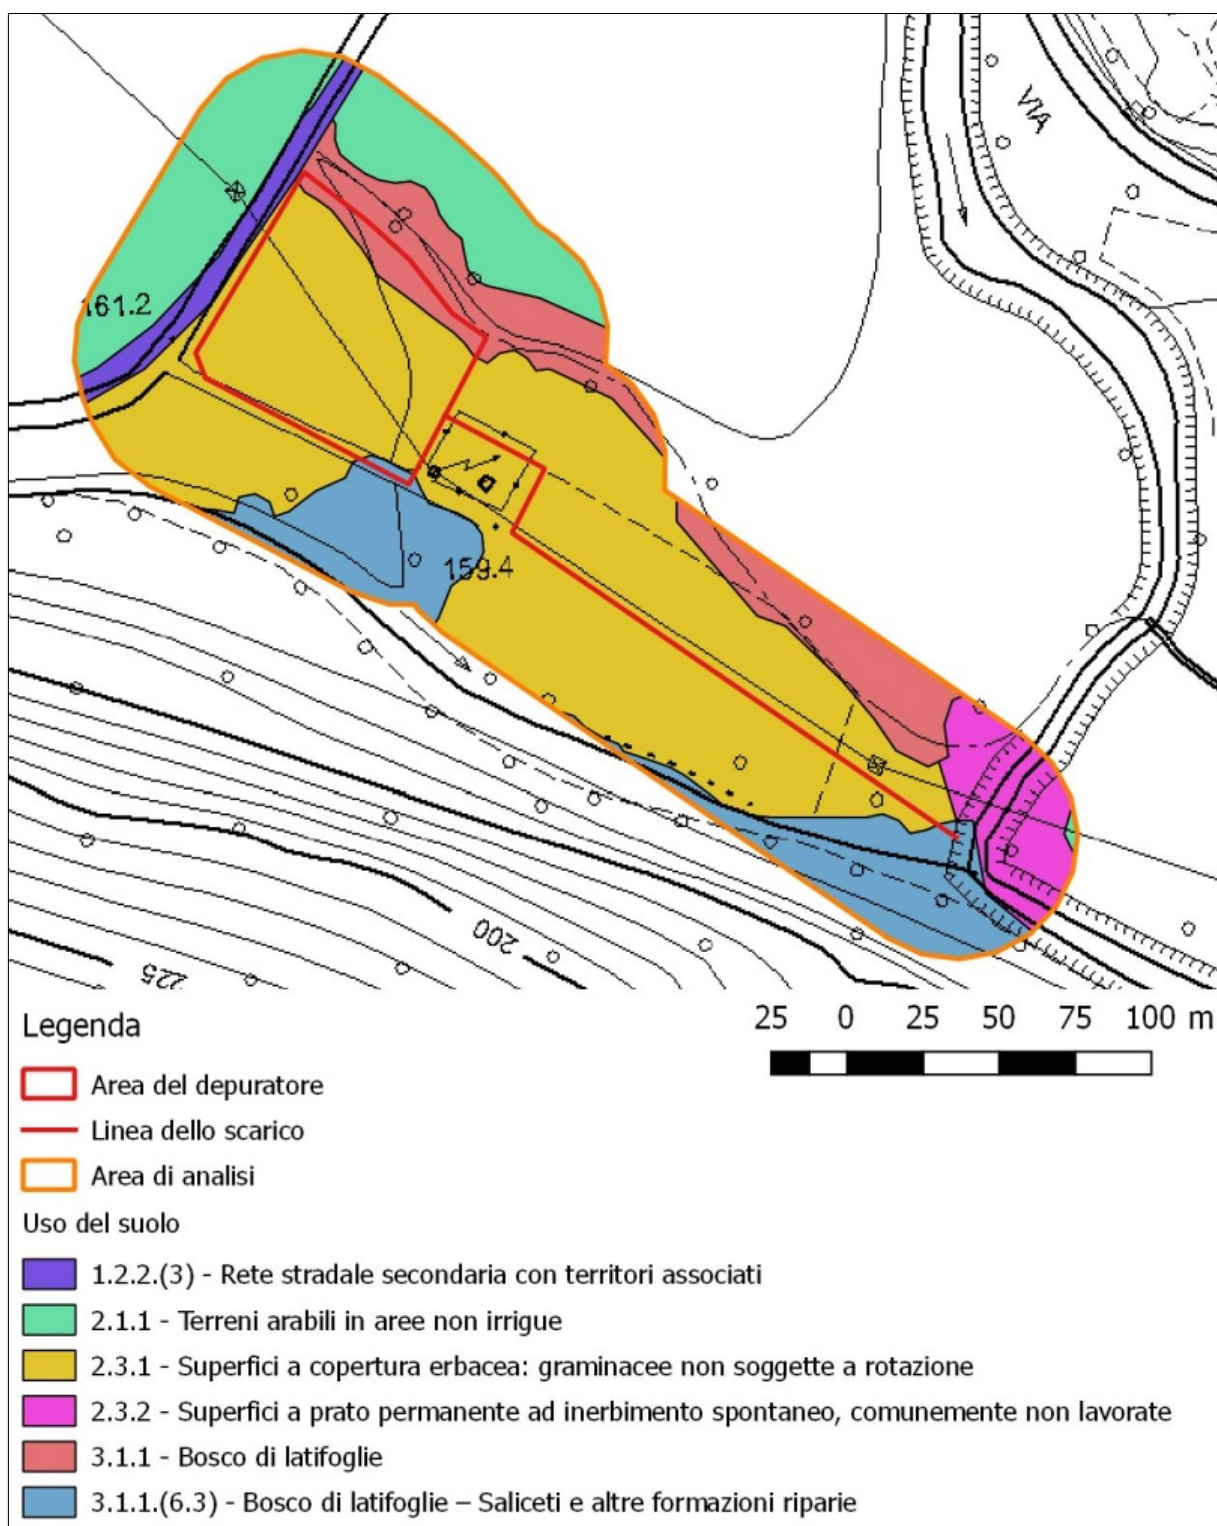 VIA
161.2
159.4
200
225
Legenda
25 0 25 50 75 100 m
Area del depuratore
Linea dello scarico
Area di analisi
Uso del suolo
1.2.2.(3) - Rete stradale secondaria con territori associati
2.1.1 - Terreni arabili in aree non irrigue
2.3.1 - Superfici a copertura erbacea: graminacee non soggette a rotazione
2.3.2 - Superfici a prato permanente ad inerbimento spontaneo, comunemente non lavorate
3.1.1 - Bosco di latifoglie
3.1.1.(6.3) - Bosco di latifoglie – Saliceti e altre formazioni riparie